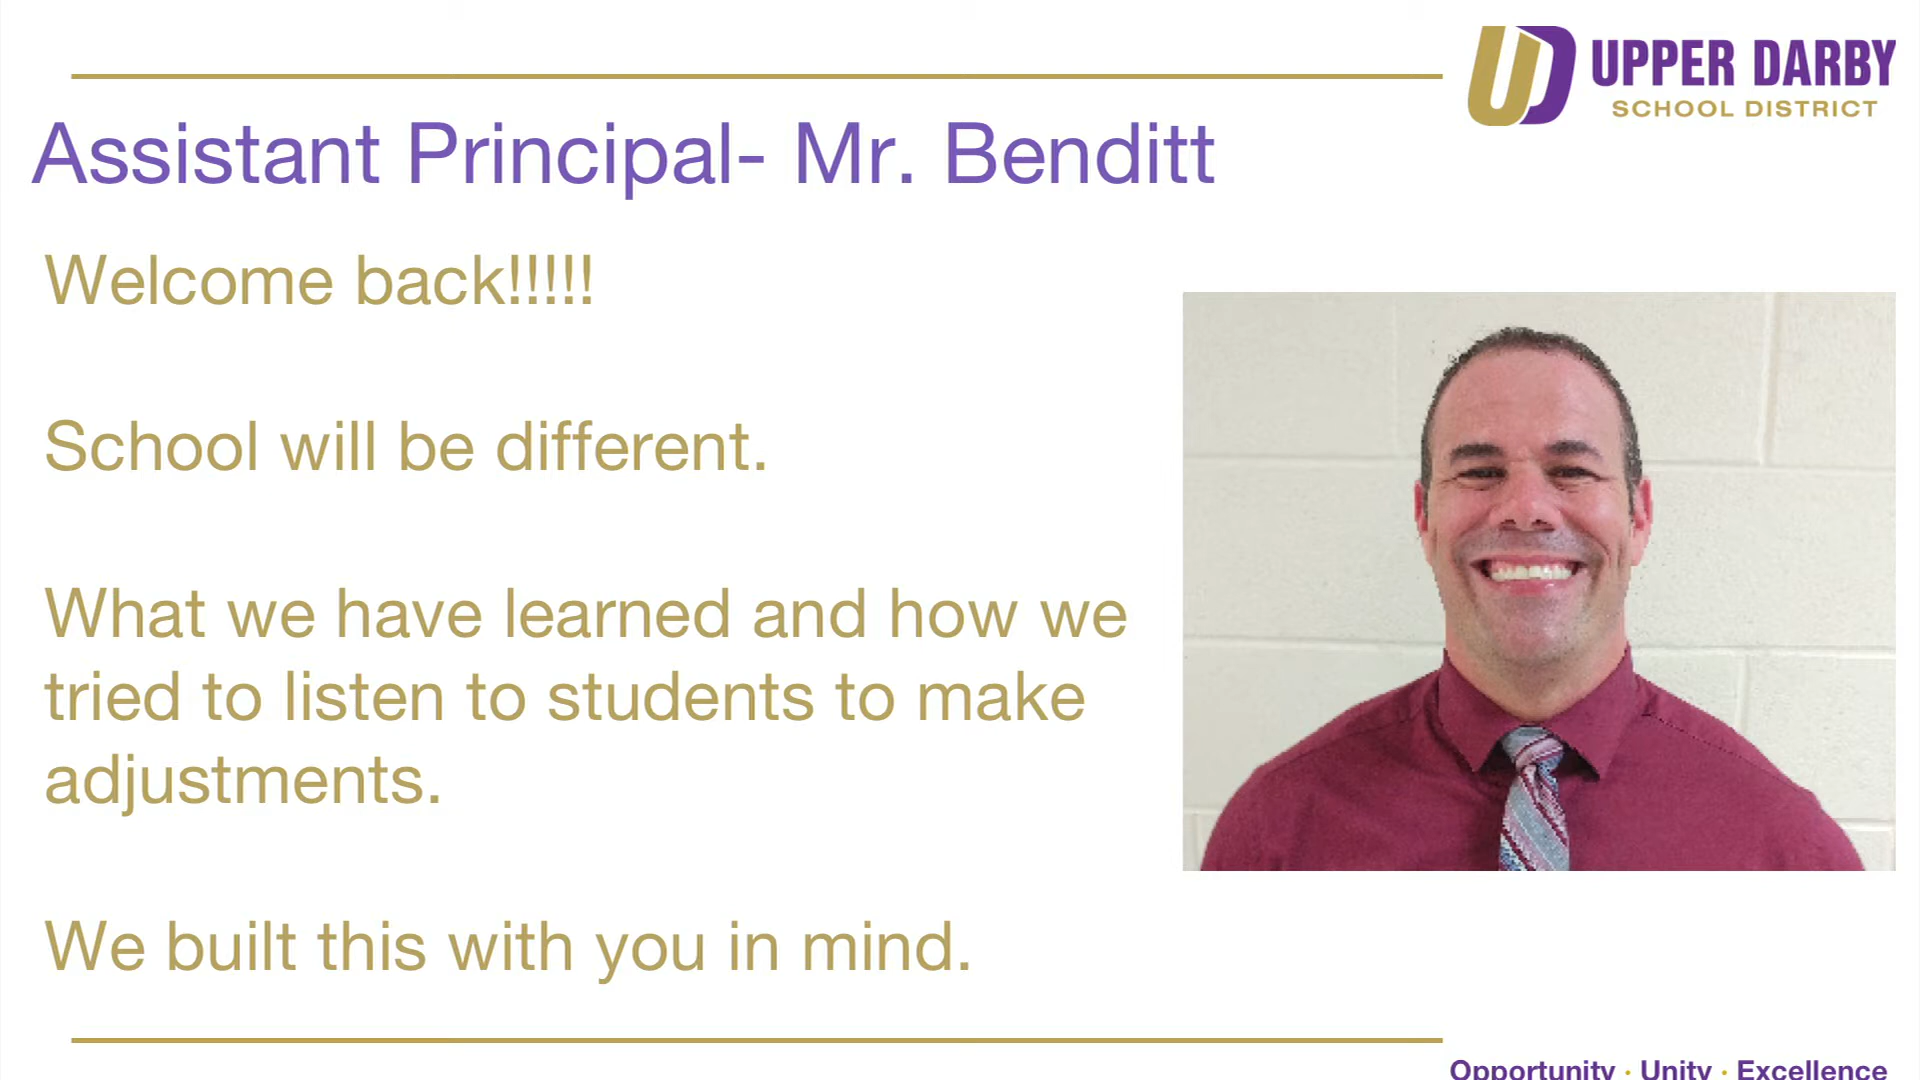 UPPER DARBY
SCHOOL DISTRICT
Assistant Principal- Mr. Benditt
Welcome back!!!!!
School will be different.
What we have learned and how we
tried to listen to students to make
adjustments.
We built this with you in mind.
Opportunity · Unity · Excellence